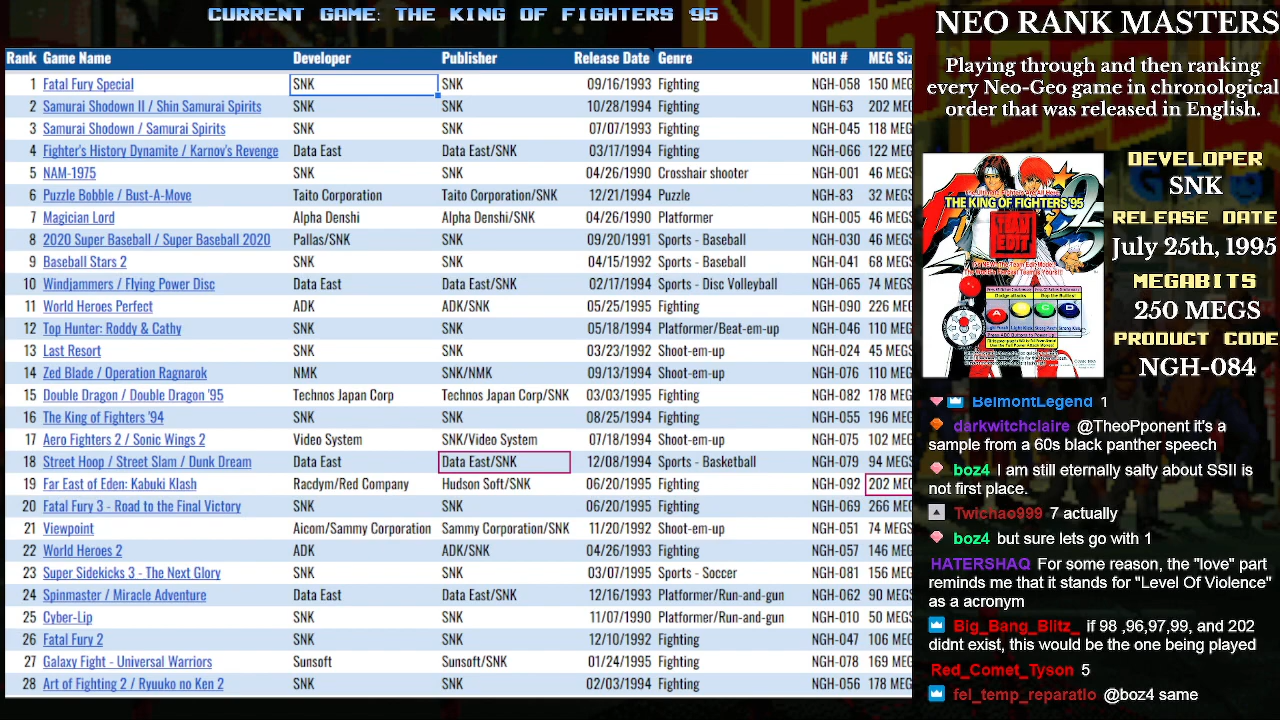 CURRENT GAME: THE KING OF FIGHTERS 95
Rank Game Name Developer Publisher Release Date Genre NGH # MEG Siz
1 Fatal Fury Special SNK SNK 09/16/1993 Fighting NGH-058 150 MEGS
2 Samurai Shodown II / Shin Samurai Spirits SNK SNK 10/28/1994 Fighting NGH-63 202 MEG
3 Samurai Shodown / Samurai Spirits SNK SNK 07/07/1993 Fighting NGH-045 118 MEG
4 Fighter's History Dynamite / Karnov's Revenge Data East Data East/SNK 03/17/1994 Fighting NGH-066 122 MEG
5 NAM-1975 SNK SNK 04/26/1990 Crosshair shooter NGH-001 46 MEGS
6 Puzzle Bobble / Bust-A-Move Taito Corporation Taito Corporation/SNK 12/21/1994 Puzzle NGH-83 32 MEGS
7 Magician Lord Alpha Denshi Alpha Denshi/SNK 04/26/1990 Platformer NGH-005 46 MEGS
8 2020 Super Baseball / Super Baseball 2020 Pallas/SNK SNK 09/20/1991 Sports - Baseball NGH-030 46 MEGS
9 Baseball Stars 2 SNK SNK 04/15/1992 Sports - Baseball NGH-041 68 MEGS
10 Windjammers / Flying Power Disc Data East Data East/SNK 02/17/1994 Sports - Disc Volleyball NGH-065 74 MEGS
11 World Heroes Perfect ADK ADK/SNK 05/25/1995 Fighting NGH-090 226 MEG
12 Top Hunter: Roddy & Cathy SNK SNK 05/18/1994 Platformer/Beat-em-up NGH-046 110 MEG
13 Last Resort SNK SNK 03/23/1992 Shoot-em-up NGH-024 45 MEGS
14 Zed Blade / Operation Ragnarok NMK SNK/NMK 09/13/1994 Shoot-em-up NGH-076 110 MEG
15 Double Dragon / Double Dragon '95 Technos Japan Corp Technos Japan Corp/SNK 03/03/1995 Fighting NGH-082 178 MEG
16 The King of Fighters '94 SNK SNK 08/25/1994 Fighting NGH-055 196 MEG
17 Aero Fighters 2 / Sonic Wings 2 Video System SNK/Video System 07/18/1994 Shoot-em-up NGH-075 102 MEG
18 Street Hoop / Street Slam / Dunk Dream Data East Data East/SNK 12/08/1994 Sports - Basketball NGH-079 94 MEGS
19 Far East of Eden: Kabuki Klash Racdym/Red Company Hudson Soft/SNK 06/20/1995 Fighting NGH-092 202 MEG
20 Fatal Fury 3 - Road to the Final Victory SNK SNK 06/20/1995 Fighting NGH-069 266 MEG
21 Viewpoint Aicom/Sammy Corporation Sammy Corporation/SNK 11/20/1992 Shoot-em-up NGH-051 74 MEGS
22 World Heroes 2 ADK ADK/SNK 04/26/1993 Fighting NGH-057 146 MEG
23 Super Sidekicks 3 - The Next Glory SNK SNK 03/07/1995 Sports - Soccer NGH-081 156 MEG
24 Spinmaster / Miracle Adventure Data East Data East/SNK 12/16/1993 Platformer/Run-and-gun NGH-062 90 MEGS
25 Cyber-Lip SNK SNK 11/07/1990 Platformer/Run-and-gun NGH-010 50 MEGS
26 Fatal Fury 2 SNK SNK 12/10/1992 Fighting NGH-047 106 MEG
27 Galaxy Fight - Universal Warriors Sunsoft Sunsoft/SNK 01/24/1995 Fighting NGH-078 169 MEG
28 Art of Fighting 2 / Ryuuko no Ken 2 SNK SNK 02/03/1994 Fighting NGH-056 178 MEG
NEO RANK MASTERS
Playing through and then ranking
every Neo-Geo game in chronological
order that was released in English.
THE KING OF FIGHTERS '95
TEAM
EDIT
A B C D
DEVELOPER
SNK
RELEASE DATE
July 25th, 1995
MEGABITS
250 MEGS
PRODUCT CODE
NGH-084
BelmontLegend 1
darkwitchclaire @TheoPponent it's a
sample from a 60s black panther speech
boz4 I am still eternally salty about SSII is
not first place.
Twichao999 7 actually
boz4 but sure lets go with 1
HATERSHAQ For some reason, the "love" part
reminds me that it stands for "Level Of Violence"
as a acronym
Big_Bang_Blitz_ if 98 ,96,97,99, and 202
didnt exist, this would be the one being played
Red_Comet_Tyson 5
fel_temp_reparatio @boz4 same